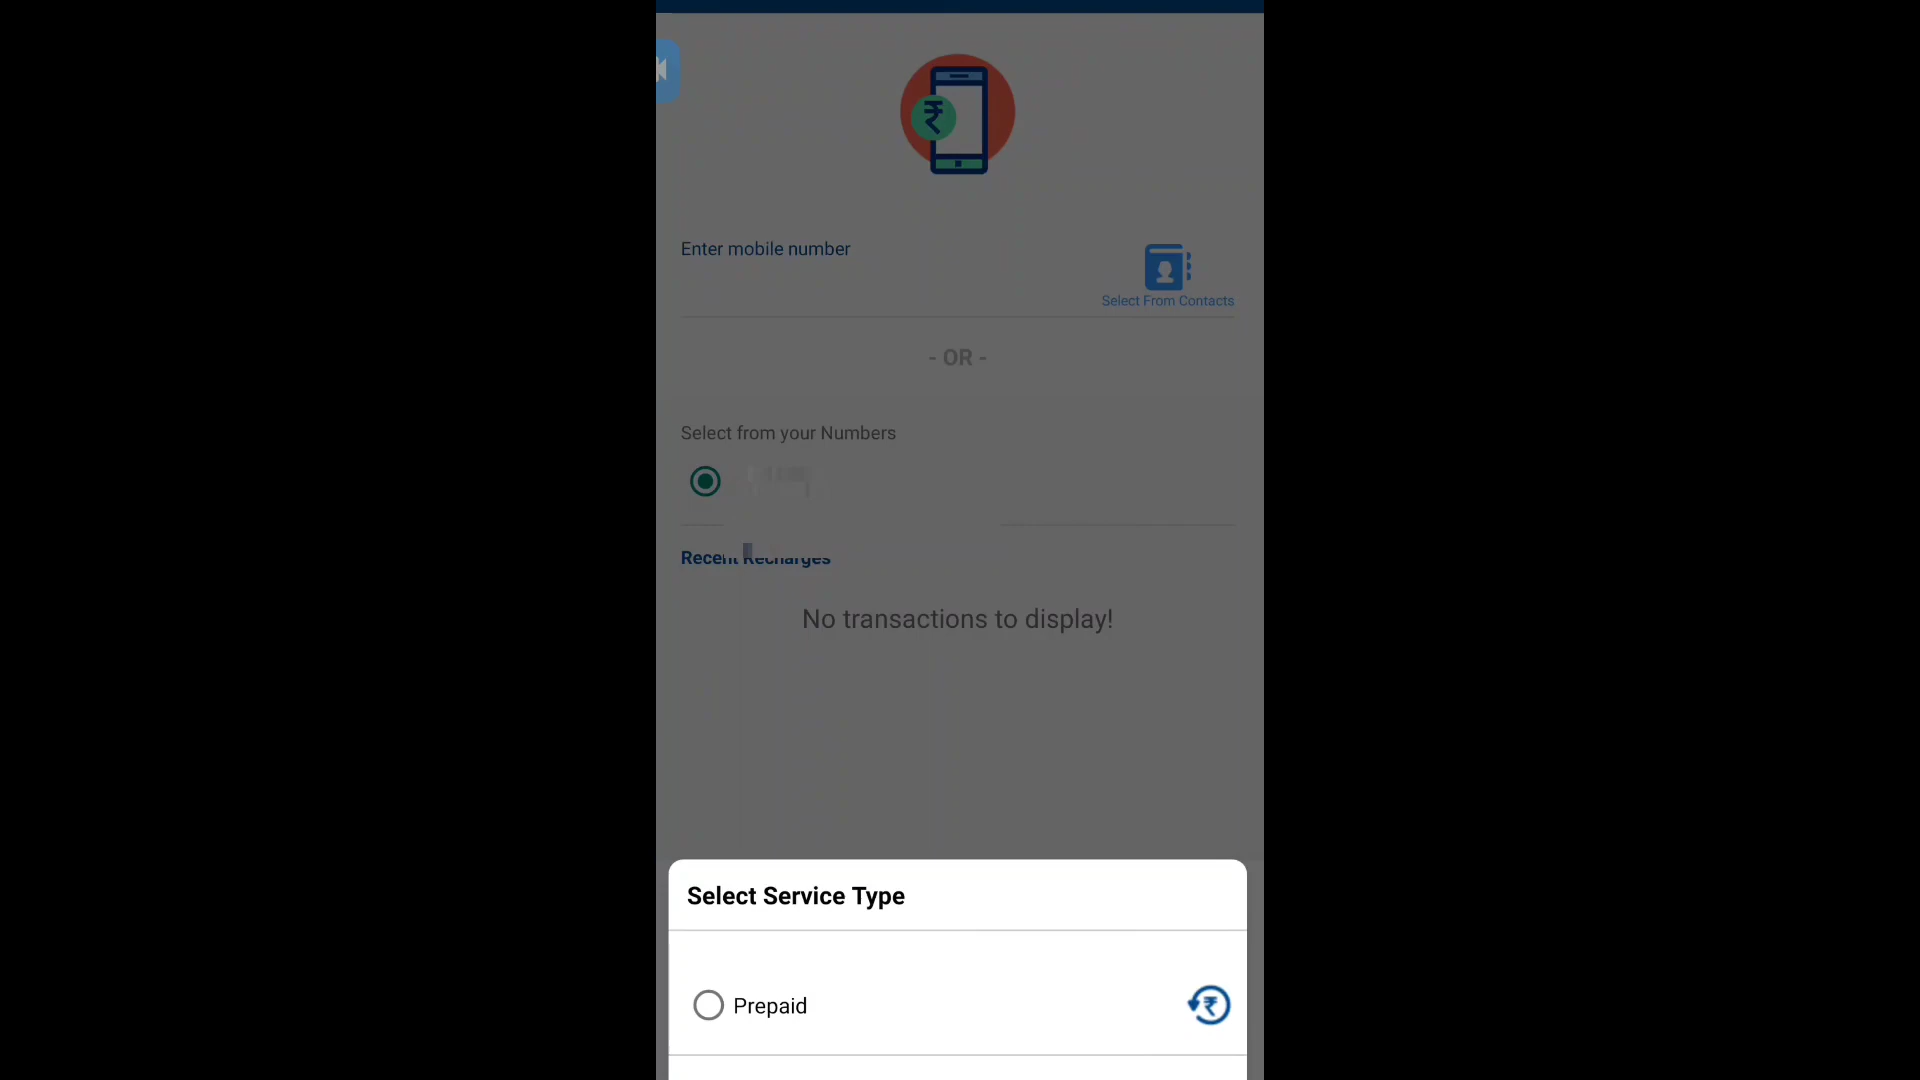 ₹
Enter mobile number
Select From Contacts
- OR -
Select from your Numbers
Recent Recharges
No transactions to display!
Select Service Type
Prepaid
₹